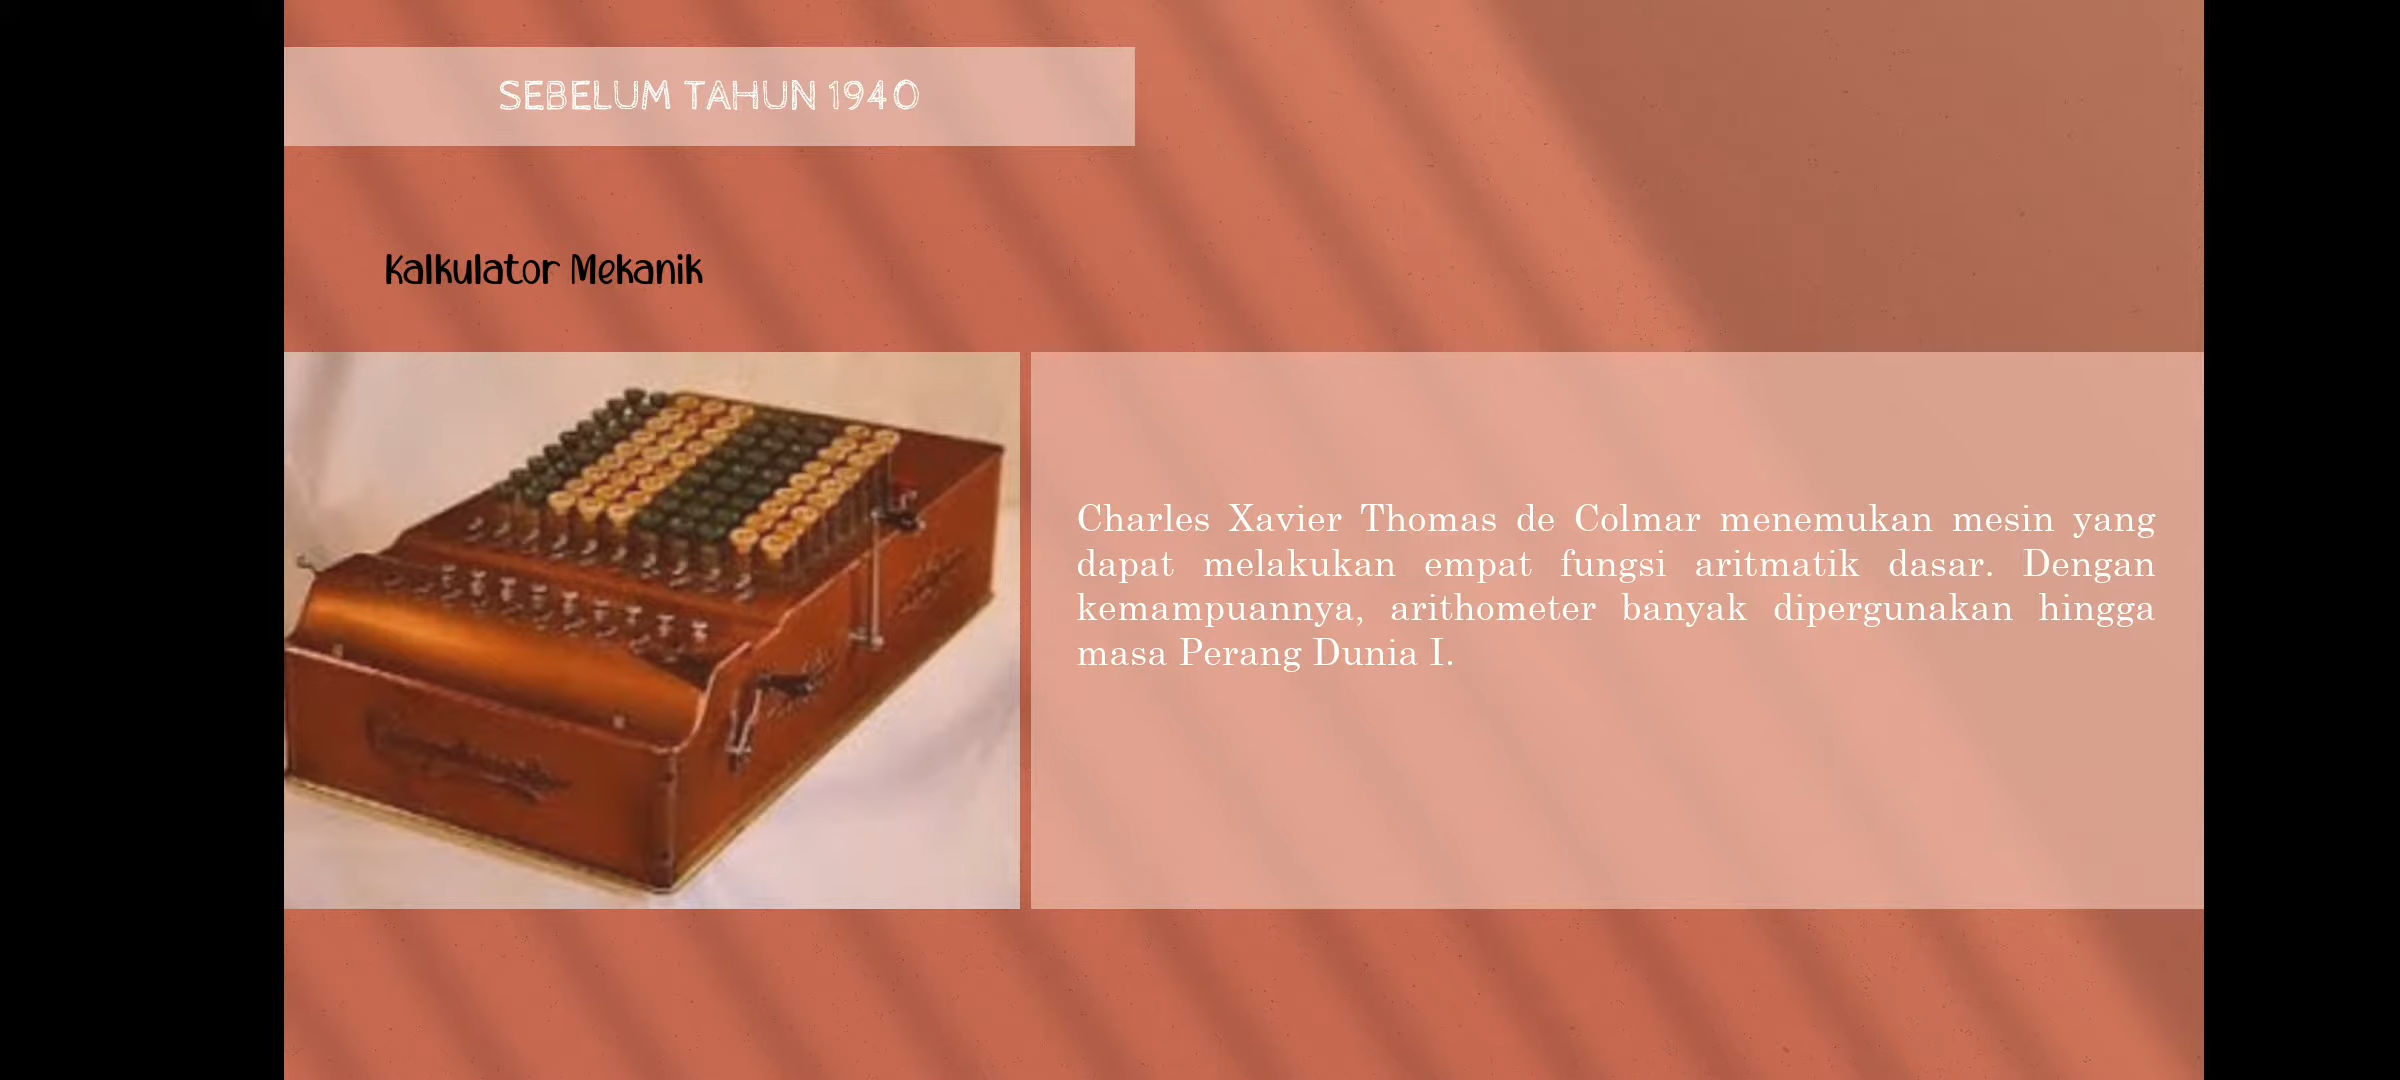 SEBELUM TAHUN 1940
Kalkulator Mekanik
Charles Xavier Thomas de Colmar menemukan mesin yang
dapat melakukan empat fungsi aritmatik dasar. Dengan
kemampuannya, arithometer banyak dipergunakan hingga
masa Perang Dunia I.